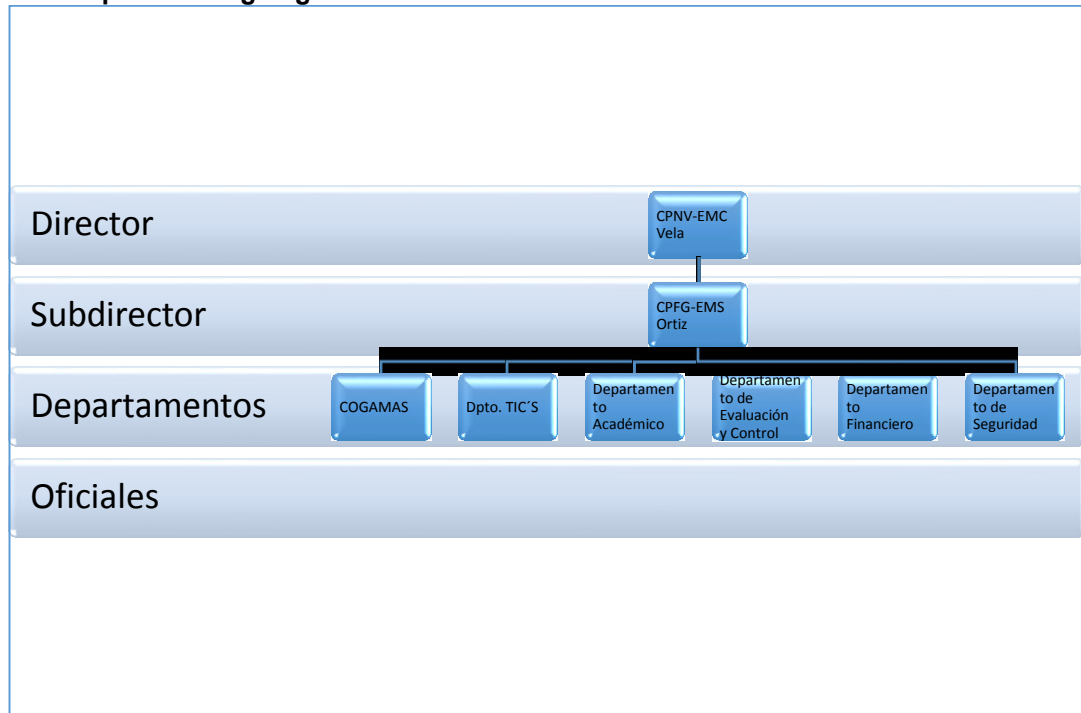 Director
CPNV-EMC
Vela
Subdirector
CPFG-EMS
Ortiz
Departamentos
COGAMAS
Dpto. TIC´S
Departamen
to
Académico
Departamen
to de
Evaluación
y Control
Departamen
to
Financiero
Departamen
to de
Seguridad
Oficiales